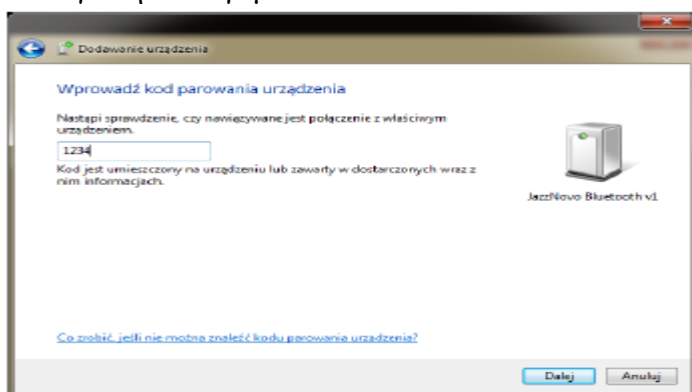 Dodawanie urządzenia
Wprowadź kod parowania urządzenia
Nastąpi sprawdzenie, czy nawiązywane jest połączenie z właściwym
urządzeniem.
1234
Kod jest umieszczony na urządzeniu lub zawarty w dostarczonych wraz z
nim informacjach.
JazzNovo Bluetooth v1
Co zrobić, jeśli nie można znaleźć kodu parowania urządzenia?
Dalej Anuluj